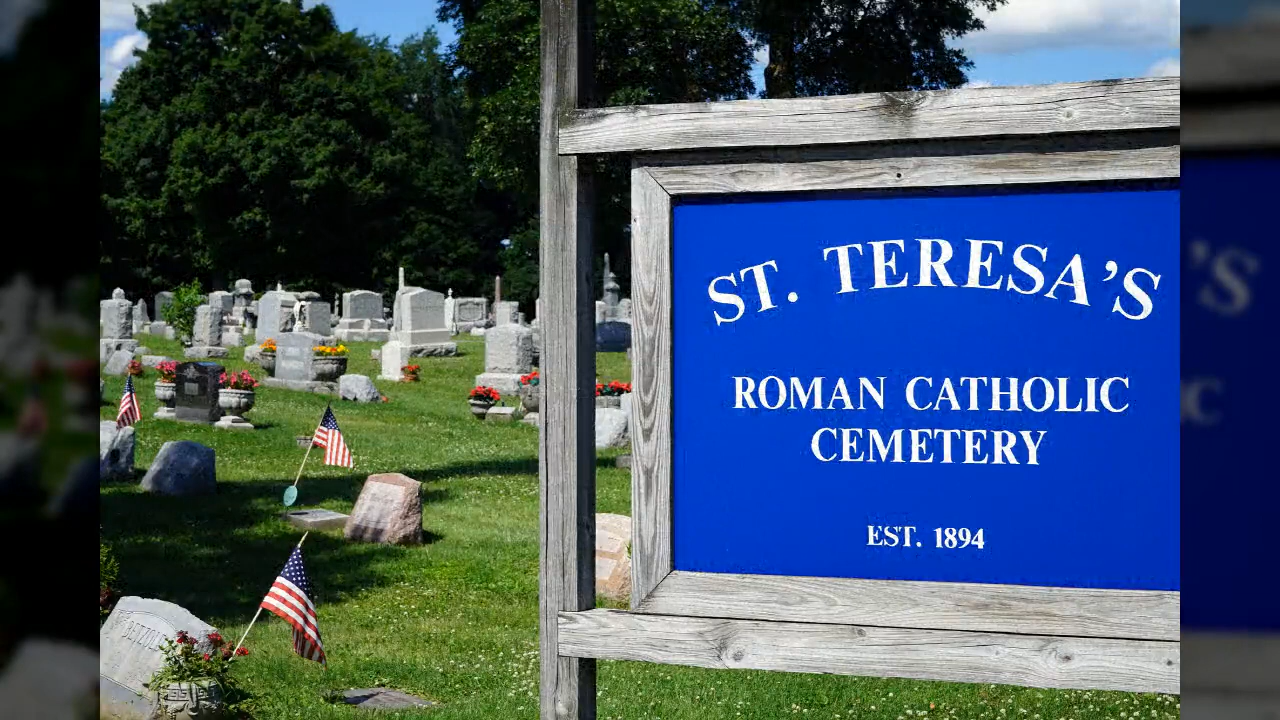 ST. TERESA'S
ROMAN CATHOLIC
CEMETERY
EST. 1894